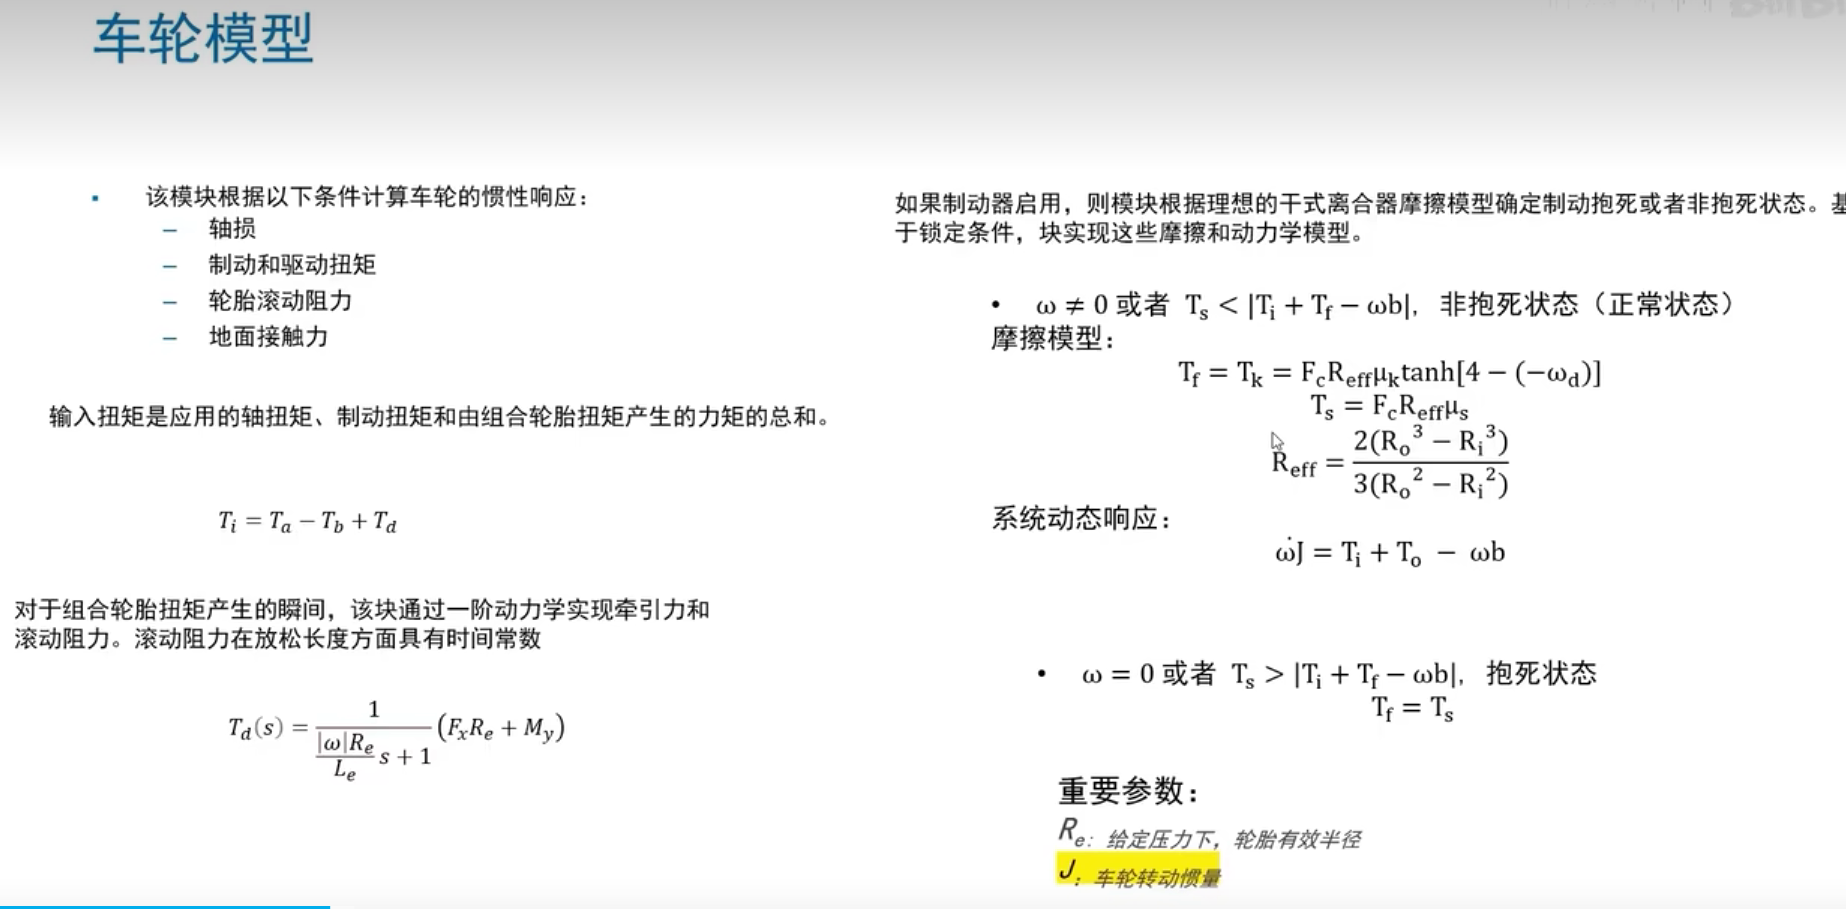 车轮模型
▪ 该模块根据以下条件计算车轮的惯性响应：
– 轴损
– 制动和驱动扭矩
– 轮胎滚动阻力
– 地面接触力
输入扭矩是应用的轴扭矩、制动扭矩和由组合轮胎扭矩产生的力矩的总和。
T_i = T_a − T_b + T_d
对于组合轮胎扭矩产生的瞬间，该块通过一阶动力学实现牵引力和
滚动阻力。滚动阻力在放松长度方面具有时间常数
T_d(s) = \frac{1}{\frac{|ω|R_e}{L_e}s + 1}(F_xR_e + M_y)
如果制动器启用，则模块根据理想的干式离合器摩擦模型确定制动抱死或者非抱死状态。基
于锁定条件，块实现这些摩擦和动力学模型。
• ω ≠ 0 或者 T_s < |T_i + T_f − ωb|，非抱死状态（正常状态）
摩擦模型：
T_f = T_k = F_cR_{eff}μ_k tanh[4 − (−ω_d)]
T_s = F_cR_{eff}μ_s
R_{eff} = \frac{2(R_o^3 − R_i^3)}{3(R_o^2 − R_i^2)}
系统动态响应：
ω̇J = T_i + T_o − ωb
• ω = 0 或者 T_s > |T_i + T_f − ωb|，抱死状态
T_f = T_s
重要参数：
R_e：给定压力下，轮胎有效半径
J：车轮转动惯量